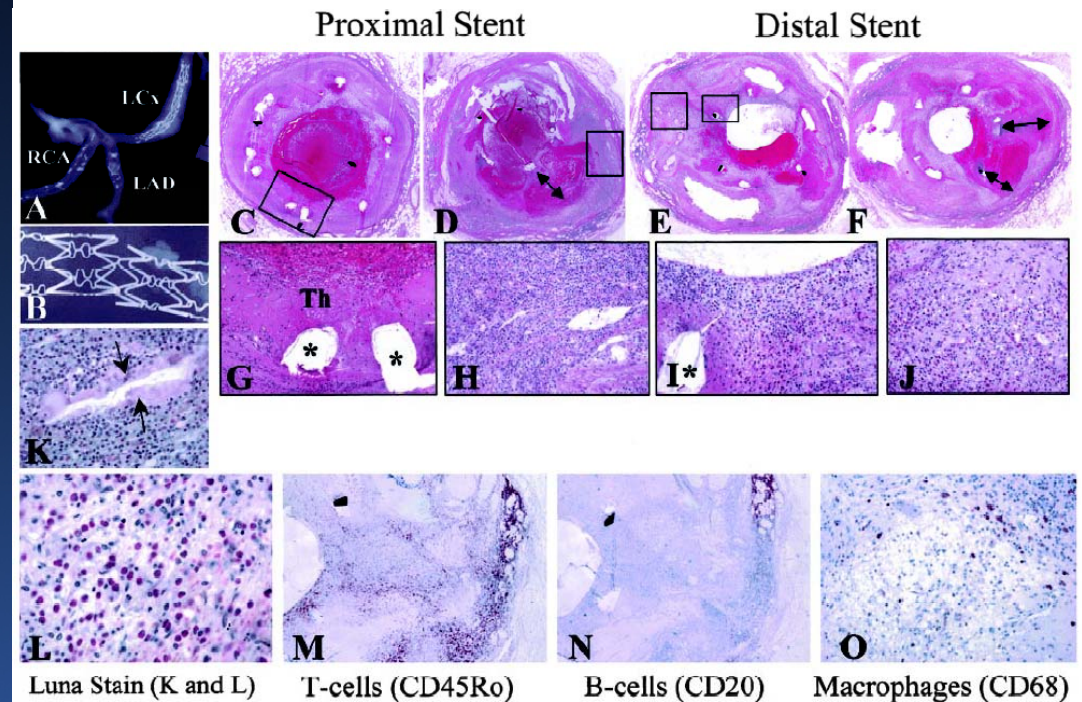 Proximal Stent
Distal Stent
LCx
RCA
LAD
A
B
C
D
E
F
Th
*
*
G
H
I*
J
K
L
M
N
O
Luna Stain (K and L)
T-cells (CD45Ro)
B-cells (CD20)
Macrophages (CD68)